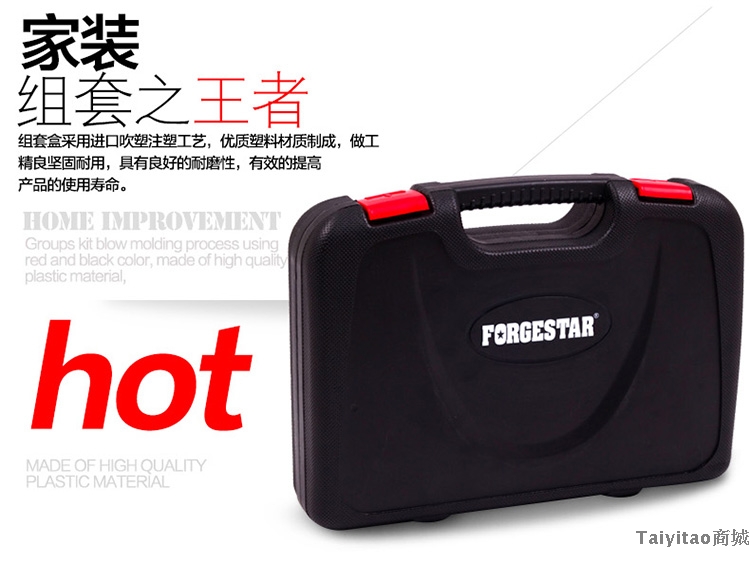 家装
组套之王者
组套盒采用进口吹塑注塑工艺，优质塑料材质制成，做工
精良坚固耐用，具有良好的耐磨性，有效的提高
产品的使用寿命。
HOME IMPROVEMENT
Groups kit blow molding process using
red and black color, made of high quality
plastic material,
hot
MADE OF HIGH QUALITY
PLASTIC MATERIAL
FORGESTAR®
Taiyitao商城